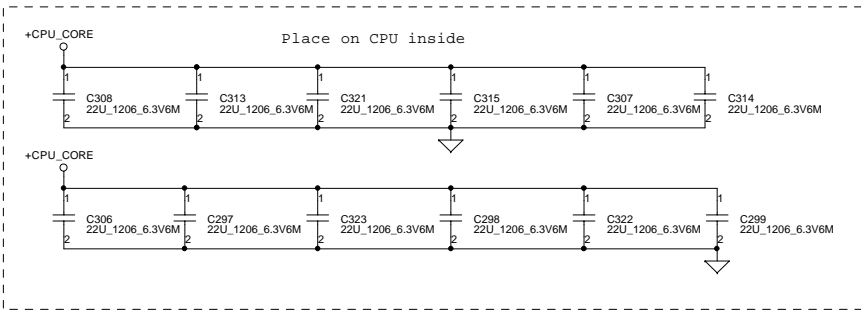 +CPU_CORE
Place on CPU inside
1 1 1 1 1 1
C308 C313 C321 C315 C307 C314
22U_1206_6.3V6M 22U_1206_6.3V6M 22U_1206_6.3V6M 22U_1206_6.3V6M 22U_1206_6.3V6M 22U_1206_6.3V6M
2 2 2 2 2 2
+CPU_CORE
1 1 1 1 1 1
C306 C297 C323 C298 C322 C299
22U_1206_6.3V6M 22U_1206_6.3V6M 22U_1206_6.3V6M 22U_1206_6.3V6M 22U_1206_6.3V6M 22U_1206_6.3V6M
2 2 2 2 2 2